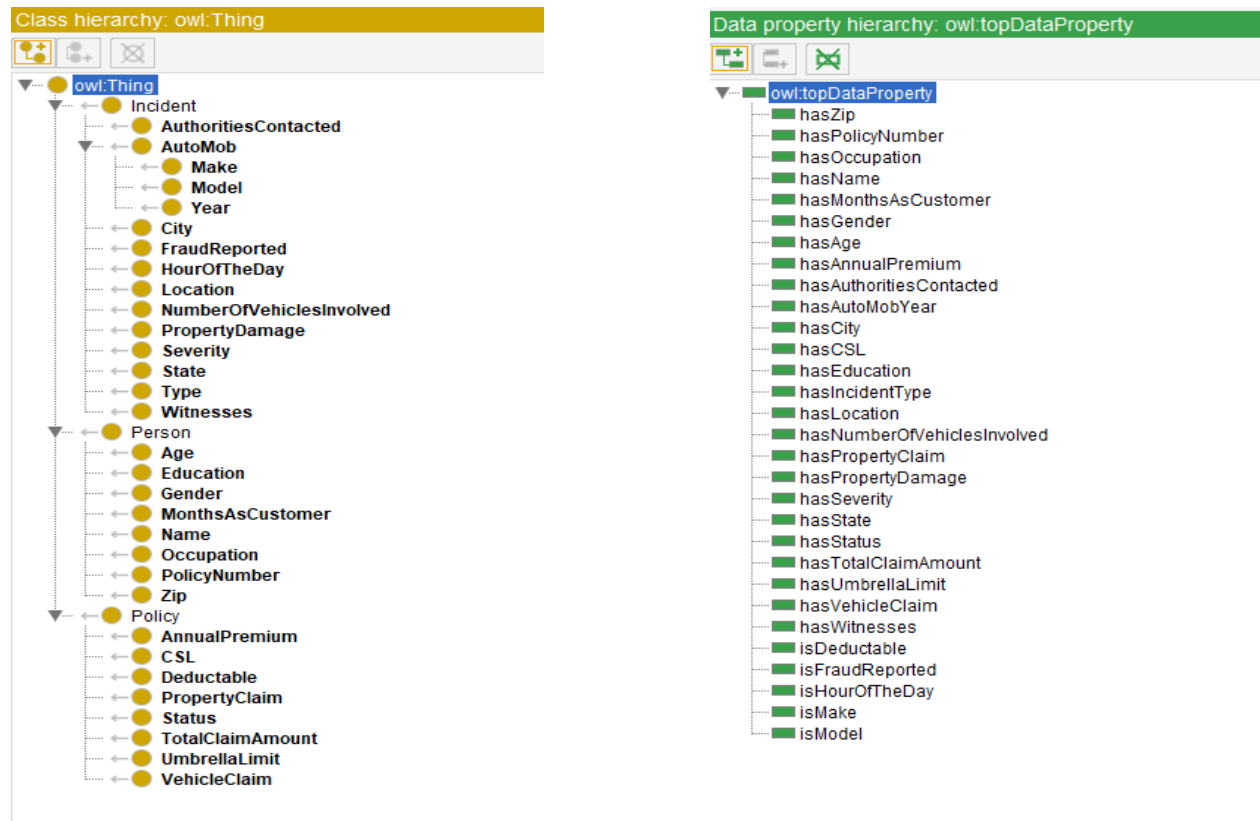 Class hierarchy: owl:Thing
owl:Thing
Incident
AuthoritiesContacted
AutoMob
Make
Model
Year
City
FraudReported
HourOfTheDay
Location
NumberOfVehiclesInvolved
PropertyDamage
Severity
State
Type
Witnesses
Person
Age
Education
Gender
MonthsAsCustomer
Name
Occupation
PolicyNumber
Zip
Policy
AnnualPremium
CSL
Deductable
PropertyClaim
Status
TotalClaimAmount
UmbrellaLimit
VehicleClaim
Data property hierarchy: owl:topDataProperty
owl:topDataProperty
hasZip
hasPolicyNumber
hasOccupation
hasName
hasMonthsAsCustomer
hasGender
hasAge
hasAnnualPremium
hasAuthoritiesContacted
hasAutoMobYear
hasCity
hasCSL
hasEducation
hasIncidentType
hasLocation
hasNumberOfVehiclesInvolved
hasPropertyClaim
hasPropertyDamage
hasSeverity
hasState
hasStatus
hasTotalClaimAmount
hasUmbrellaLimit
hasVehicleClaim
hasWitnesses
isDeductable
isFraudReported
isHourOfTheDay
isMake
isModel